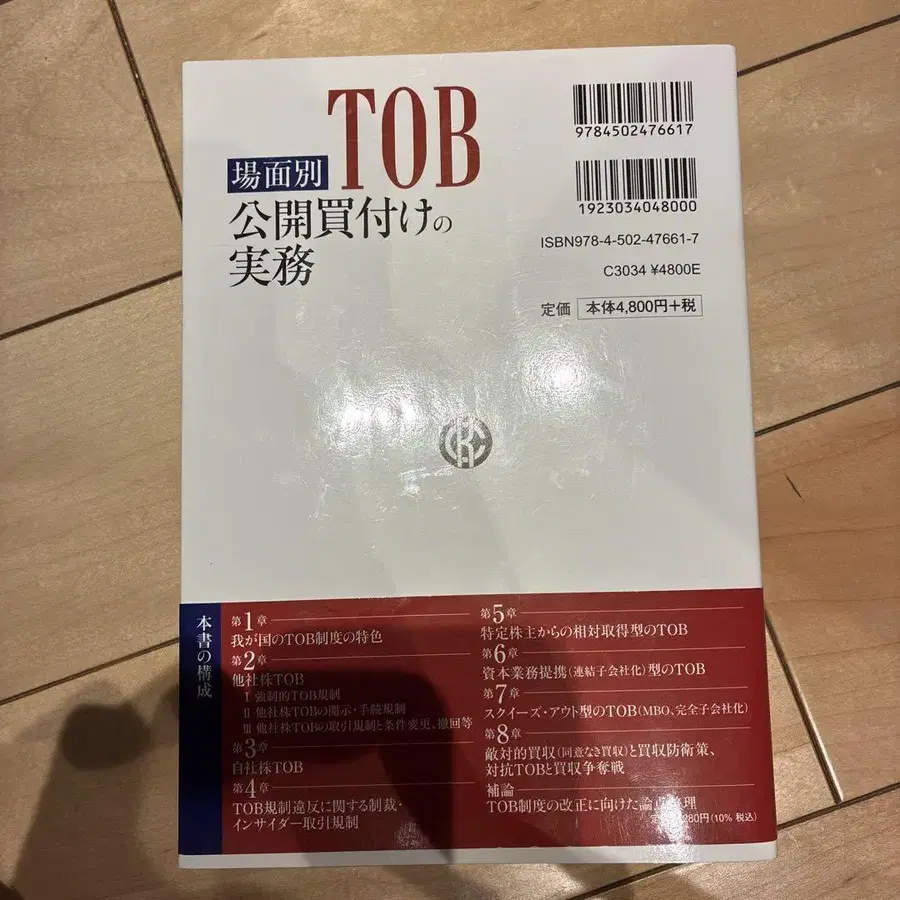 場面別
TOB
公開買付けの
実務
9784502476617
1923034048000
ISBN978-4-502-47661-7
C3034 ¥4800E
定価 本体4,800円+税
本書の構成
第1章
我が国のTOB制度の特色
第2章
他社株TOB
Ⅰ 強制的TOB規制
Ⅱ 他社株TOBの開示・手続規制
Ⅲ 他社株TOBの取引規制と条件変更、撤回等
第3章
自社株TOB
第4章
TOB規制違反に関する制裁・
インサイダー取引規制
第5章
特定株主からの相対取得型のTOB
第6章
資本業務提携(連結子会社化)型のTOB
第7章
スクイーズ・アウト型のTOB(MBO、完全子会社化)
第8章
敵対的買収(同意なき買収)と買収防衛策、
対抗TOBと買収争奪戦
補論
TOB制度の改正に向けた論点整理
280円(10% 税込)